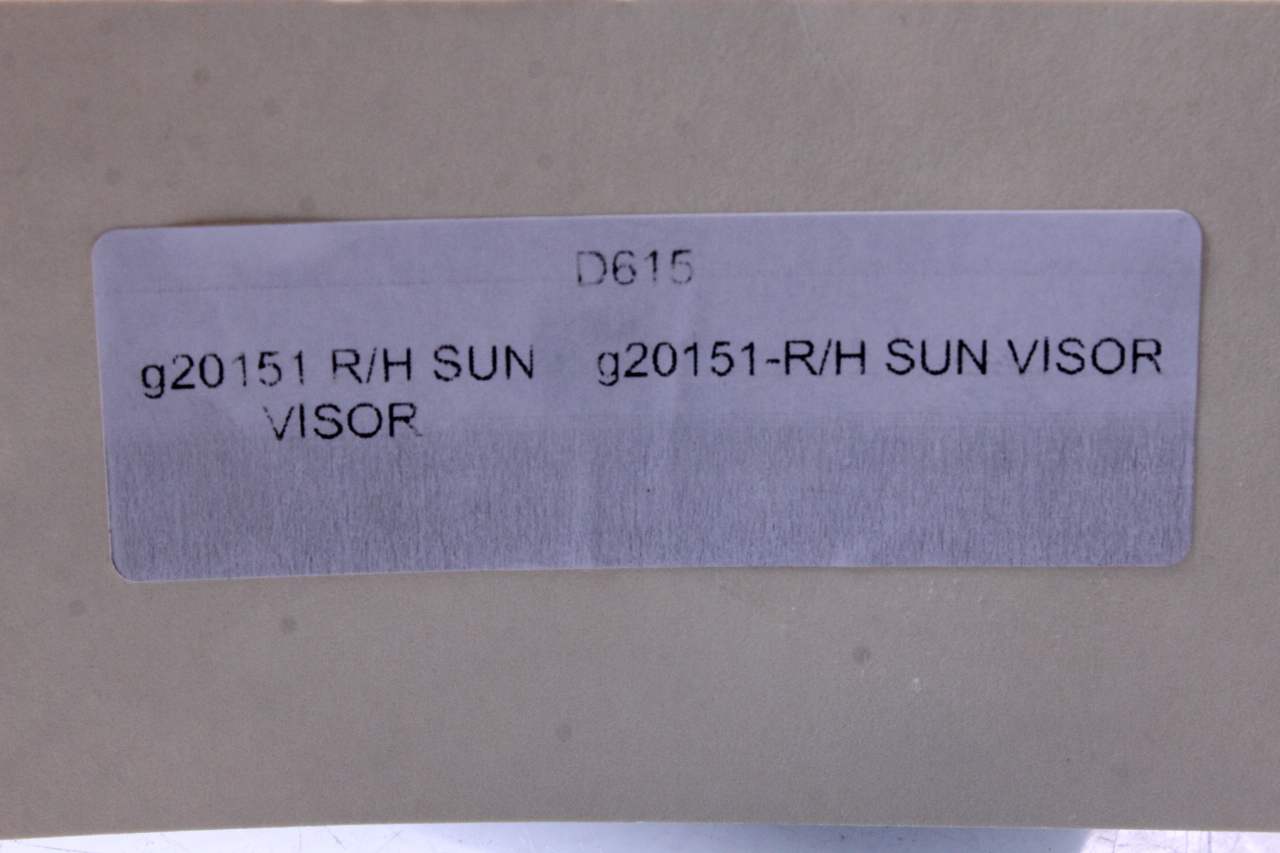 D615
g20151 R/H SUN
VISOR
g20151-R/H SUN VISOR